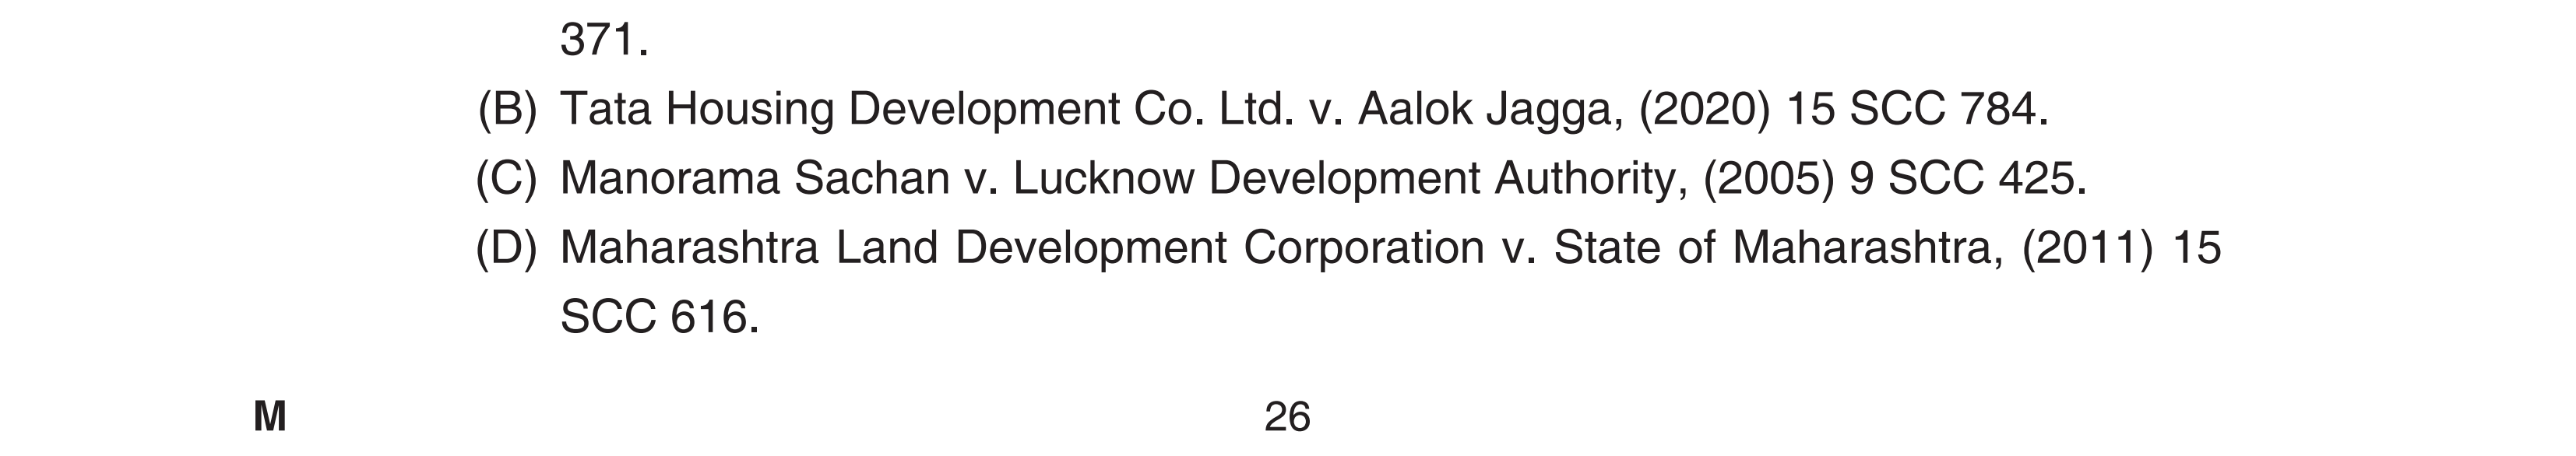 371.
(B) Tata Housing Development Co. Ltd. v. Aalok Jagga, (2020) 15 SCC 784.
(C) Manorama Sachan v. Lucknow Development Authority, (2005) 9 SCC 425.
(D) Maharashtra Land Development Corporation v. State of Maharashtra, (2011) 15
SCC 616.
M 26